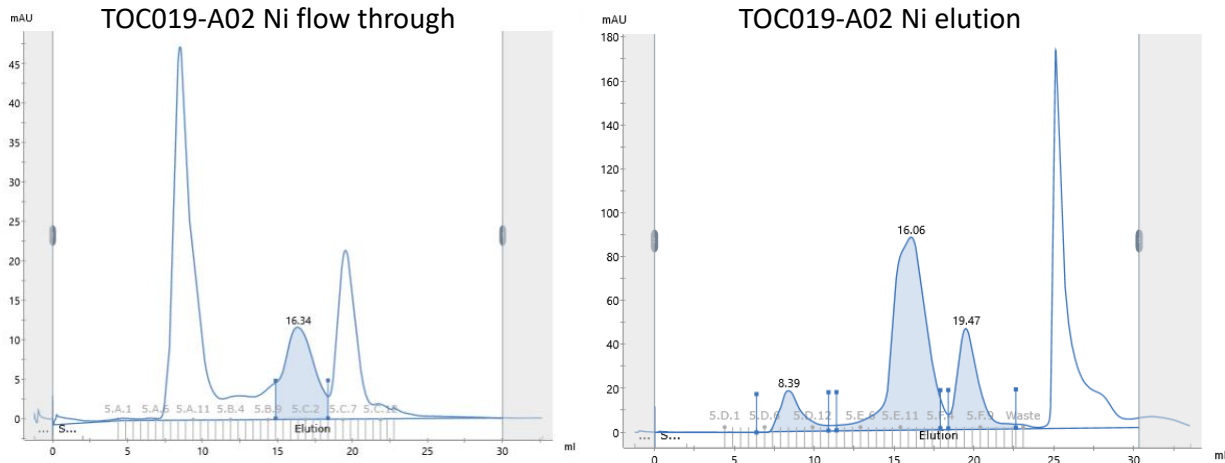 TOC019-A02 Ni flow through
mAU
45
40
35
30
25
20
15
10
5
0
16.34
5.A.1 5.A.6 5.A.11 5.B.4 5.B.9 5.C.2 5.C.7 5.C.12
... S... Elution
0 5 10 15 20 25 30 ml
TOC019-A02 Ni elution
mAU
180
160
140
120
100
80
60
40
20
0
8.39
16.06
19.47
5.D.1 5.D.6 5.D.12 5.E.6 5.E.11 5.F.4 5.F.9 Waste
... S... Elution
0 5 10 15 20 25 30 ml